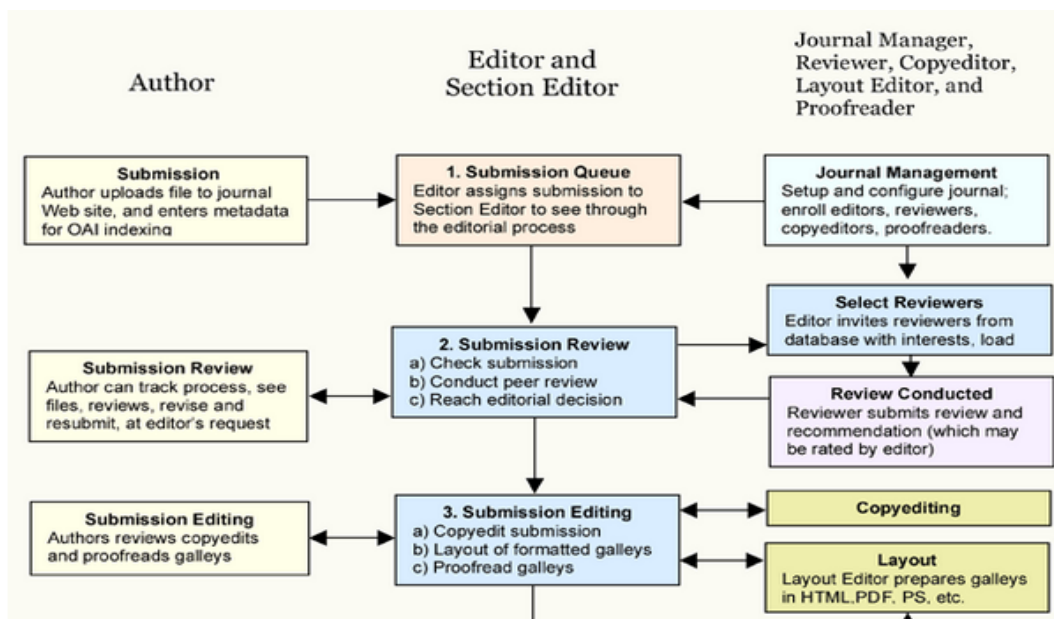 Author
Editor and
Section Editor
Journal Manager,
Reviewer, Copyeditor,
Layout Editor, and
Proofreader
Submission
Author uploads file to journal
Web site, and enters metadata
for OAI indexing
1. Submission Queue
Editor assigns submission to
Section Editor to see through
the editorial process
Journal Management
Setup and configure journal;
enroll editors, reviewers,
copyeditors, proofreaders.
Select Reviewers
Editor invites reviewers from
database with interests, load
2. Submission Review
a) Check submission
b) Conduct peer review
c) Reach editorial decision
Submission Review
Author can track process, see
files, reviews, revise and
resubmit, at editor's request
Review Conducted
Reviewer submits review and
recommendation (which may
be rated by editor)
3. Submission Editing
a) Copyedit submission
b) Layout of formatted galleys
c) Proofread galleys
Submission Editing
Authors reviews copyedits
and proofreads galleys
Copyediting
Layout
Layout Editor prepares galleys
in HTML,PDF, PS, etc.